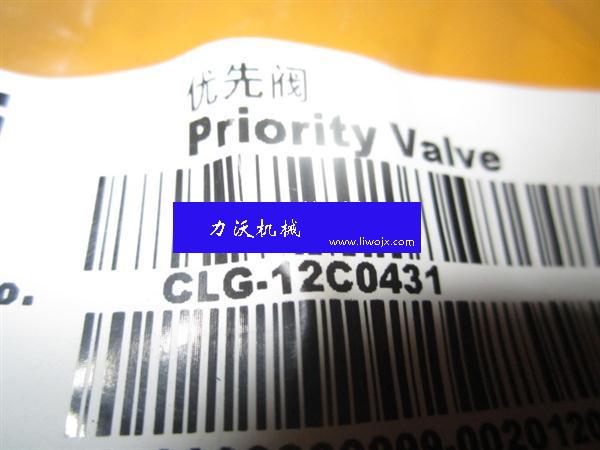 优先阀
Priority Valve
力沃机械
www.liwojx.com
o.
CLG-12C0431